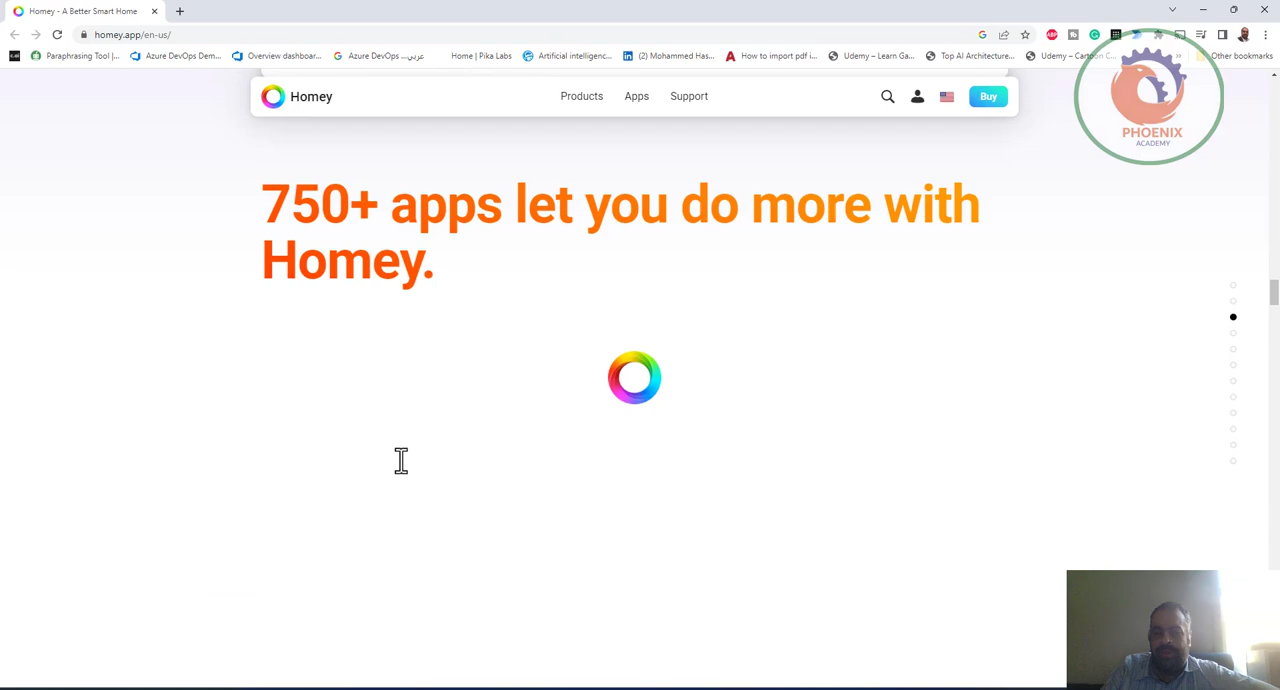 Homey - A Better Smart Home
homey.app/en-us/
Paraphrasing Tool |...
Azure DevOps Dem...
Overview dashboar...
Azure DevOps ...عربي
Home | Pika Labs
Artificial intelligenc...
(2) Mohammed Has...
How to import pdf i...
Udemy – Learn Ga...
Top AI Architecture...
Udemy – Cartoon C...
Other bookmarks
Homey
Products
Apps
Support
Buy
PHOENIX
ACADEMY
750+ apps let you do more with
Homey.